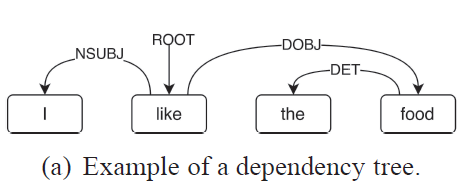 ROOT
NSUBJ
DOBJ
DET
I like the food
(a) Example of a dependency tree.